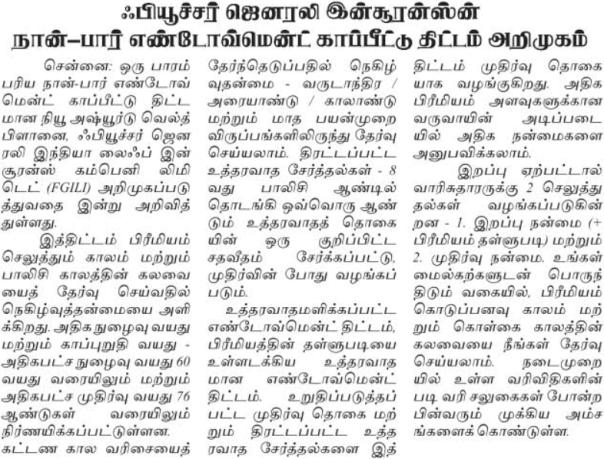 ஃபியூச்சர் ஜெனரலி இன்சூரன்ஸ்ன்
நான்–பார் எண்டோவ்மென்ட் காப்பீட்டு திட்டம் அறிமுகம்
சென்னை: ஒரு பாரம்
பரிய நான்-பார் எண்டோவ்
மென்ட் காப்பீட்டு திட்ட
மான நியூ அஷ்யூர்டு வெல்த்
பிளானை, ஃபியூச்சர் ஜென
ரலி இந்தியா லைஃப் இன்
சூரன்ஸ் கம்பெனி லிமி
டெட் (FGILI) அறிமுகப்படு
த்துவதை இன்று அறிவித்
துள்ளது.
இத்திட்டம் பிரீமியம்
செலுத்தும் காலம் மற்றும்
பாலிசி காலத்தின் கலவை
யைத் தேர்வு செய்வதில்
நெகிழ்வுத்தன்மையை அளி
க்கிறது. அதிக நுழைவு வயது
மற்றும் காப்புறுதி வயது -
அதிகபட்ச நுழைவு வயது 60
வயது வரையிலும் மற்றும்
அதிகபட்ச முதிர்வு வயது 76
ஆண்டுகள் வரையிலும்
நிர்ணயிக்கப்பட்டுள்ளன.
கட்டண கால வரிசையைத்
தேர்ந்தெடுப்பதில் நெகிழ்
வுதன்மை - வருடாந்திர /
அரையாண்டு / காலாண்டு
மற்றும் மாத பயன்முறை
விருப்பங்களிலிருந்து தேர்வு
செய்யலாம். திரட்டப்பட்ட
உத்தரவாத சேர்த்தல்கள் - 8
வது பாலிசி ஆண்டில்
தொடங்கி ஒவ்வொரு ஆண்
டும் உத்தரவாதத் தொகை
யின் ஒரு குறிப்பிட்ட
சதவீதம் சேர்க்கப்பட்டு,
முதிர்வின் போது வழங்கப்
படும்.
உத்தரவாதமளிக்கப்பட்ட
எண்டோவ்மென்ட் திட்டம்,
பிரீமியத்தின் தள்ளுபடியை
உள்ளடக்கிய உத்தரவாத
மான எண்டோவ்மென்ட்
திட்டம். உறுதிப்படுத்தப்
பட்ட முதிர்வு தொகை மற்
றும் திரட்டப்பட்ட உத்த
ரவாத சேர்த்தல்களை இத்
திட்டம் முதிர்வு தொகை
யாக வழங்குகிறது. அதிக
பிரீமியம் அளவுகளுக்கான
வருவாயின் அடிப்படை
யில் அதிக நன்மைகளை
அனுபவிக்கலாம்.
இறப்பு ஏற்பட்டால்
வாரிசுதாரருக்கு 2 செலுத்து
தல்கள் வழங்கப்படுகின்
றன - 1. இறப்பு நன்மை (+
பிரீமியம் தள்ளுபடி) மற்றும்
2. முதிர்வு நன்மை. உங்கள்
மைல்கற்களுடன் பொருந்
திடும் வகையில், பிரீமியம்
கொடுப்பனவு காலம் மற்
றும் கொள்கை காலத்தின்
கலவையை நீங்கள் தேர்வு
செய்யலாம். நடைமுறை
யில் உள்ள வரிவிதிகளின்
படி வரி சலுகைகள் போன்ற
பின்வரும் முக்கிய அம்ச
ங்களைக்கொண்டுள்ள.